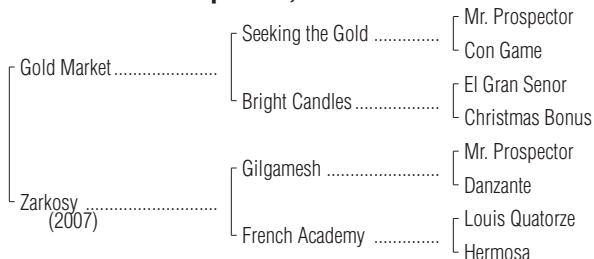 Mr. Prospector
Seeking the Gold ..............
Con Game
Gold Market........................
El Gran Senor
Bright Candles....................
Christmas Bonus
Mr. Prospector
Gilgamesh ..........................
Danzante
Zarkosy ...............................
(2007)
Louis Quatorze
French Academy ...............
Hermosa